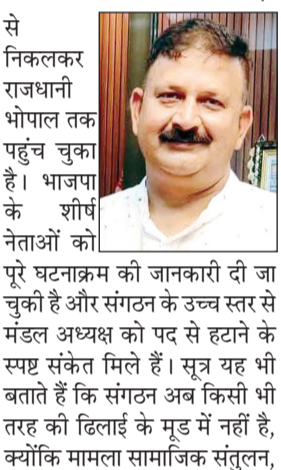 से
निकलकर
राजधानी
भोपाल तक
पहुंच चुका
है। भाजपा
के शीर्ष
नेताओं को
पूरे घटनाक्रम की जानकारी दी जा
चुकी है और संगठन के उच्च स्तर से
मंडल अध्यक्ष को पद से हटाने के
स्पष्ट संकेत मिले हैं। सूत्र यह भी
बताते हैं कि संगठन अब किसी भी
तरह की ढिलाई के मूड में नहीं है,
क्योंकि मामला सामाजिक संतुलन,